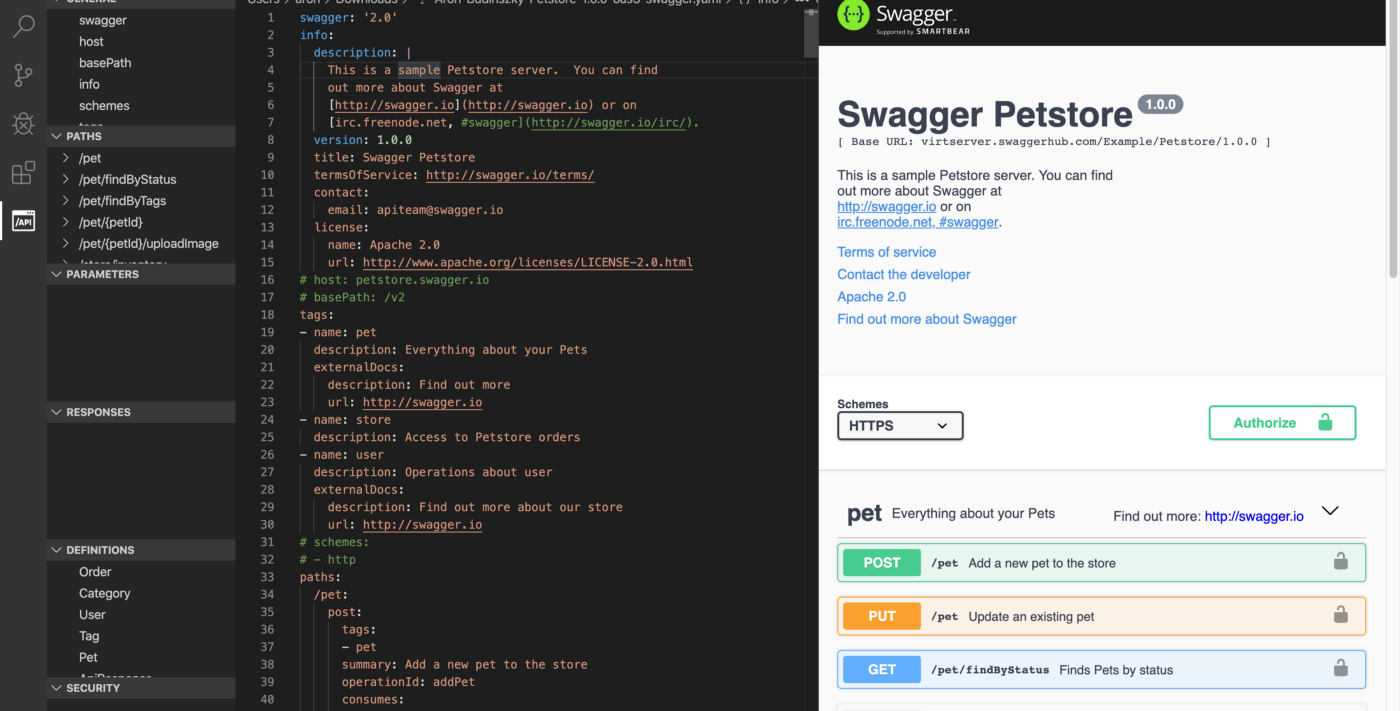 GENERAL
swagger
host
basePath
info
schemes
tags
PATHS
/pet
/pet/findByStatus
/pet/findByTags
/pet/{petId}
/pet/{petId}/uploadImage
/store/inventory
PARAMETERS
RESPONSES
DEFINITIONS
Order
Category
User
Tag
Pet
ApiResponse
SECURITY
/API
Users > aron > Downloads >
1 swagger: '2.0'
2 info:
3 description: |
4 This is a sample Petstore server.  You can find
5 out more about Swagger at
6 [http://swagger.io](http://swagger.io) or on
7 [irc.freenode.net, #swagger](http://swagger.io/irc/).
8 version: 1.0.0
9 title: Swagger Petstore
10 termsOfService: http://swagger.io/terms/
11 contact:
12 email: apiteam@swagger.io
13 license:
14 name: Apache 2.0
15 url: http://www.apache.org/licenses/LICENSE-2.0.html
16 # host: petstore.swagger.io
17 # basePath: /v2
18 tags:
19 - name: pet
20 description: Everything about your Pets
21 externalDocs:
22 description: Find out more
23 url: http://swagger.io
24 - name: store
25 description: Access to Petstore orders
26 - name: user
27 description: Operations about user
28 externalDocs:
29 description: Find out more about our store
30 url: http://swagger.io
31 # schemes:
32 # - http
33 paths:
34 /pet:
35 post:
36 tags:
37 - pet
38 summary: Add a new pet to the store
39 operationId: addPet
40 consumes:
{··} Swagger
Supported by SMARTBEAR
Swagger Petstore 1.0.0
[ Base URL: virtserver.swaggerhub.com/Example/Petstore/1.0.0 ]
This is a sample Petstore server. You can find
out more about Swagger at
http://swagger.io or on
irc.freenode.net, #swagger.
Terms of service
Contact the developer
Apache 2.0
Find out more about Swagger
Schemes
HTTPS
Authorize
pet Everything about your Pets Find out more: http://swagger.io
POST /pet Add a new pet to the store
PUT /pet Update an existing pet
GET /pet/findByStatus Finds Pets by status